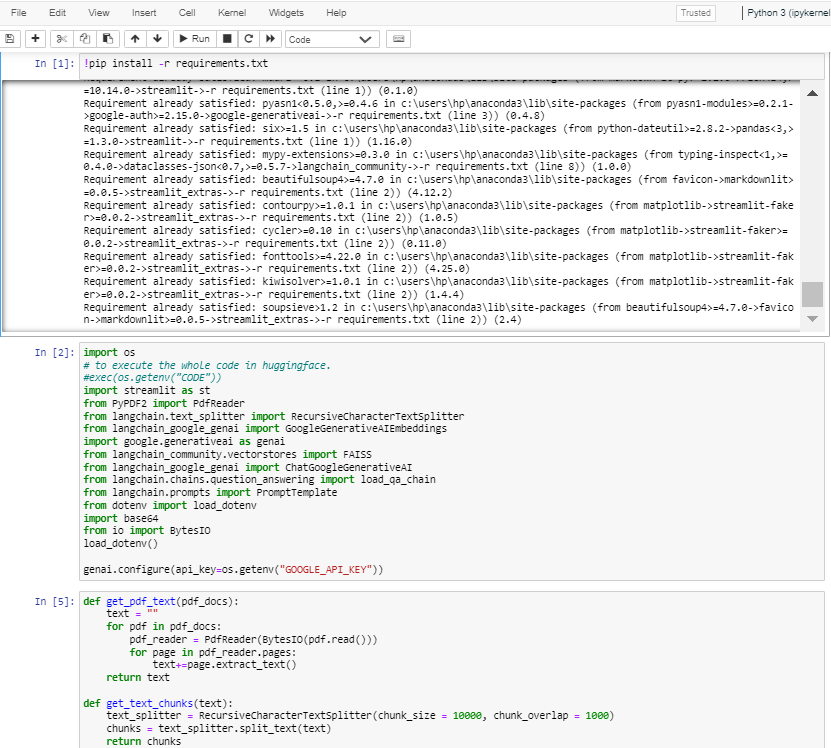 File Edit View Insert Cell Kernel Widgets Help Trusted Python 3 (ipykernel
Run Code
In [1]: !pip install -r requirements.txt
=10.14.0->streamlit->-r requirements.txt (line 1)) (0.1.0)
Requirement already satisfied: pyasn1<0.5.0,>=0.4.6 in c:\users\hp\anaconda3\lib\site-packages (from pyasn1-modules>=0.2.1-
>google-auth>=2.15.0->google-generativeai->-r requirements.txt (line 3)) (0.4.8)
Requirement already satisfied: six>=1.5 in c:\users\hp\anaconda3\lib\site-packages (from python-dateutil>=2.8.2->pandas<3,>
=1.3.0->streamlit->-r requirements.txt (line 1)) (1.16.0)
Requirement already satisfied: mypy-extensions>=0.3.0 in c:\users\hp\anaconda3\lib\site-packages (from typing-inspect<1,>=
0.4.0->dataclasses-json<0.7,>=0.5.7->langchain_community->-r requirements.txt (line 8)) (1.0.0)
Requirement already satisfied: beautifulsoup4>=4.7.0 in c:\users\hp\anaconda3\lib\site-packages (from favicon->markdownlit>
=0.0.5->streamlit_extras->-r requirements.txt (line 2)) (4.12.2)
Requirement already satisfied: contourpy>=1.0.1 in c:\users\hp\anaconda3\lib\site-packages (from matplotlib->streamlit-fake
r>=0.0.2->streamlit_extras->-r requirements.txt (line 2)) (1.0.5)
Requirement already satisfied: cycler>=0.10 in c:\users\hp\anaconda3\lib\site-packages (from matplotlib->streamlit-faker>=
0.0.2->streamlit_extras->-r requirements.txt (line 2)) (0.11.0)
Requirement already satisfied: fonttools>=4.22.0 in c:\users\hp\anaconda3\lib\site-packages (from matplotlib->streamlit-fak
er>=0.0.2->streamlit_extras->-r requirements.txt (line 2)) (4.25.0)
Requirement already satisfied: kiwisolver>=1.0.1 in c:\users\hp\anaconda3\lib\site-packages (from matplotlib->streamlit-fak
er>=0.0.2->streamlit_extras->-r requirements.txt (line 2)) (1.4.4)
Requirement already satisfied: soupsieve>1.2 in c:\users\hp\anaconda3\lib\site-packages (from beautifulsoup4>=4.7.0->favico
n->markdownlit>=0.0.5->streamlit_extras->-r requirements.txt (line 2)) (2.4)
In [2]: import os
# to execute the whole code in huggingface.
#exec(os.getenv("CODE"))
import streamlit as st
from PyPDF2 import PdfReader
from langchain.text_splitter import RecursiveCharacterTextSplitter
from langchain_google_genai import GoogleGenerativeAIEmbeddings
import google.generativeai as genai
from langchain_community.vectorstores import FAISS
from langchain_google_genai import ChatGoogleGenerativeAI
from langchain.chains.question_answering import load_qa_chain
from langchain.prompts import PromptTemplate
from dotenv import load_dotenv
import base64
from io import BytesIO
load_dotenv()
genai.configure(api_key=os.getenv("GOOGLE_API_KEY"))
In [5]: def get_pdf_text(pdf_docs):
text = ""
for pdf in pdf_docs:
pdf_reader = PdfReader(BytesIO(pdf.read()))
for page in pdf_reader.pages:
text+=page.extract_text()
return text
def get_text_chunks(text):
text_splitter = RecursiveCharacterTextSplitter(chunk_size = 10000, chunk_overlap = 1000)
chunks = text_splitter.split_text(text)
return chunks